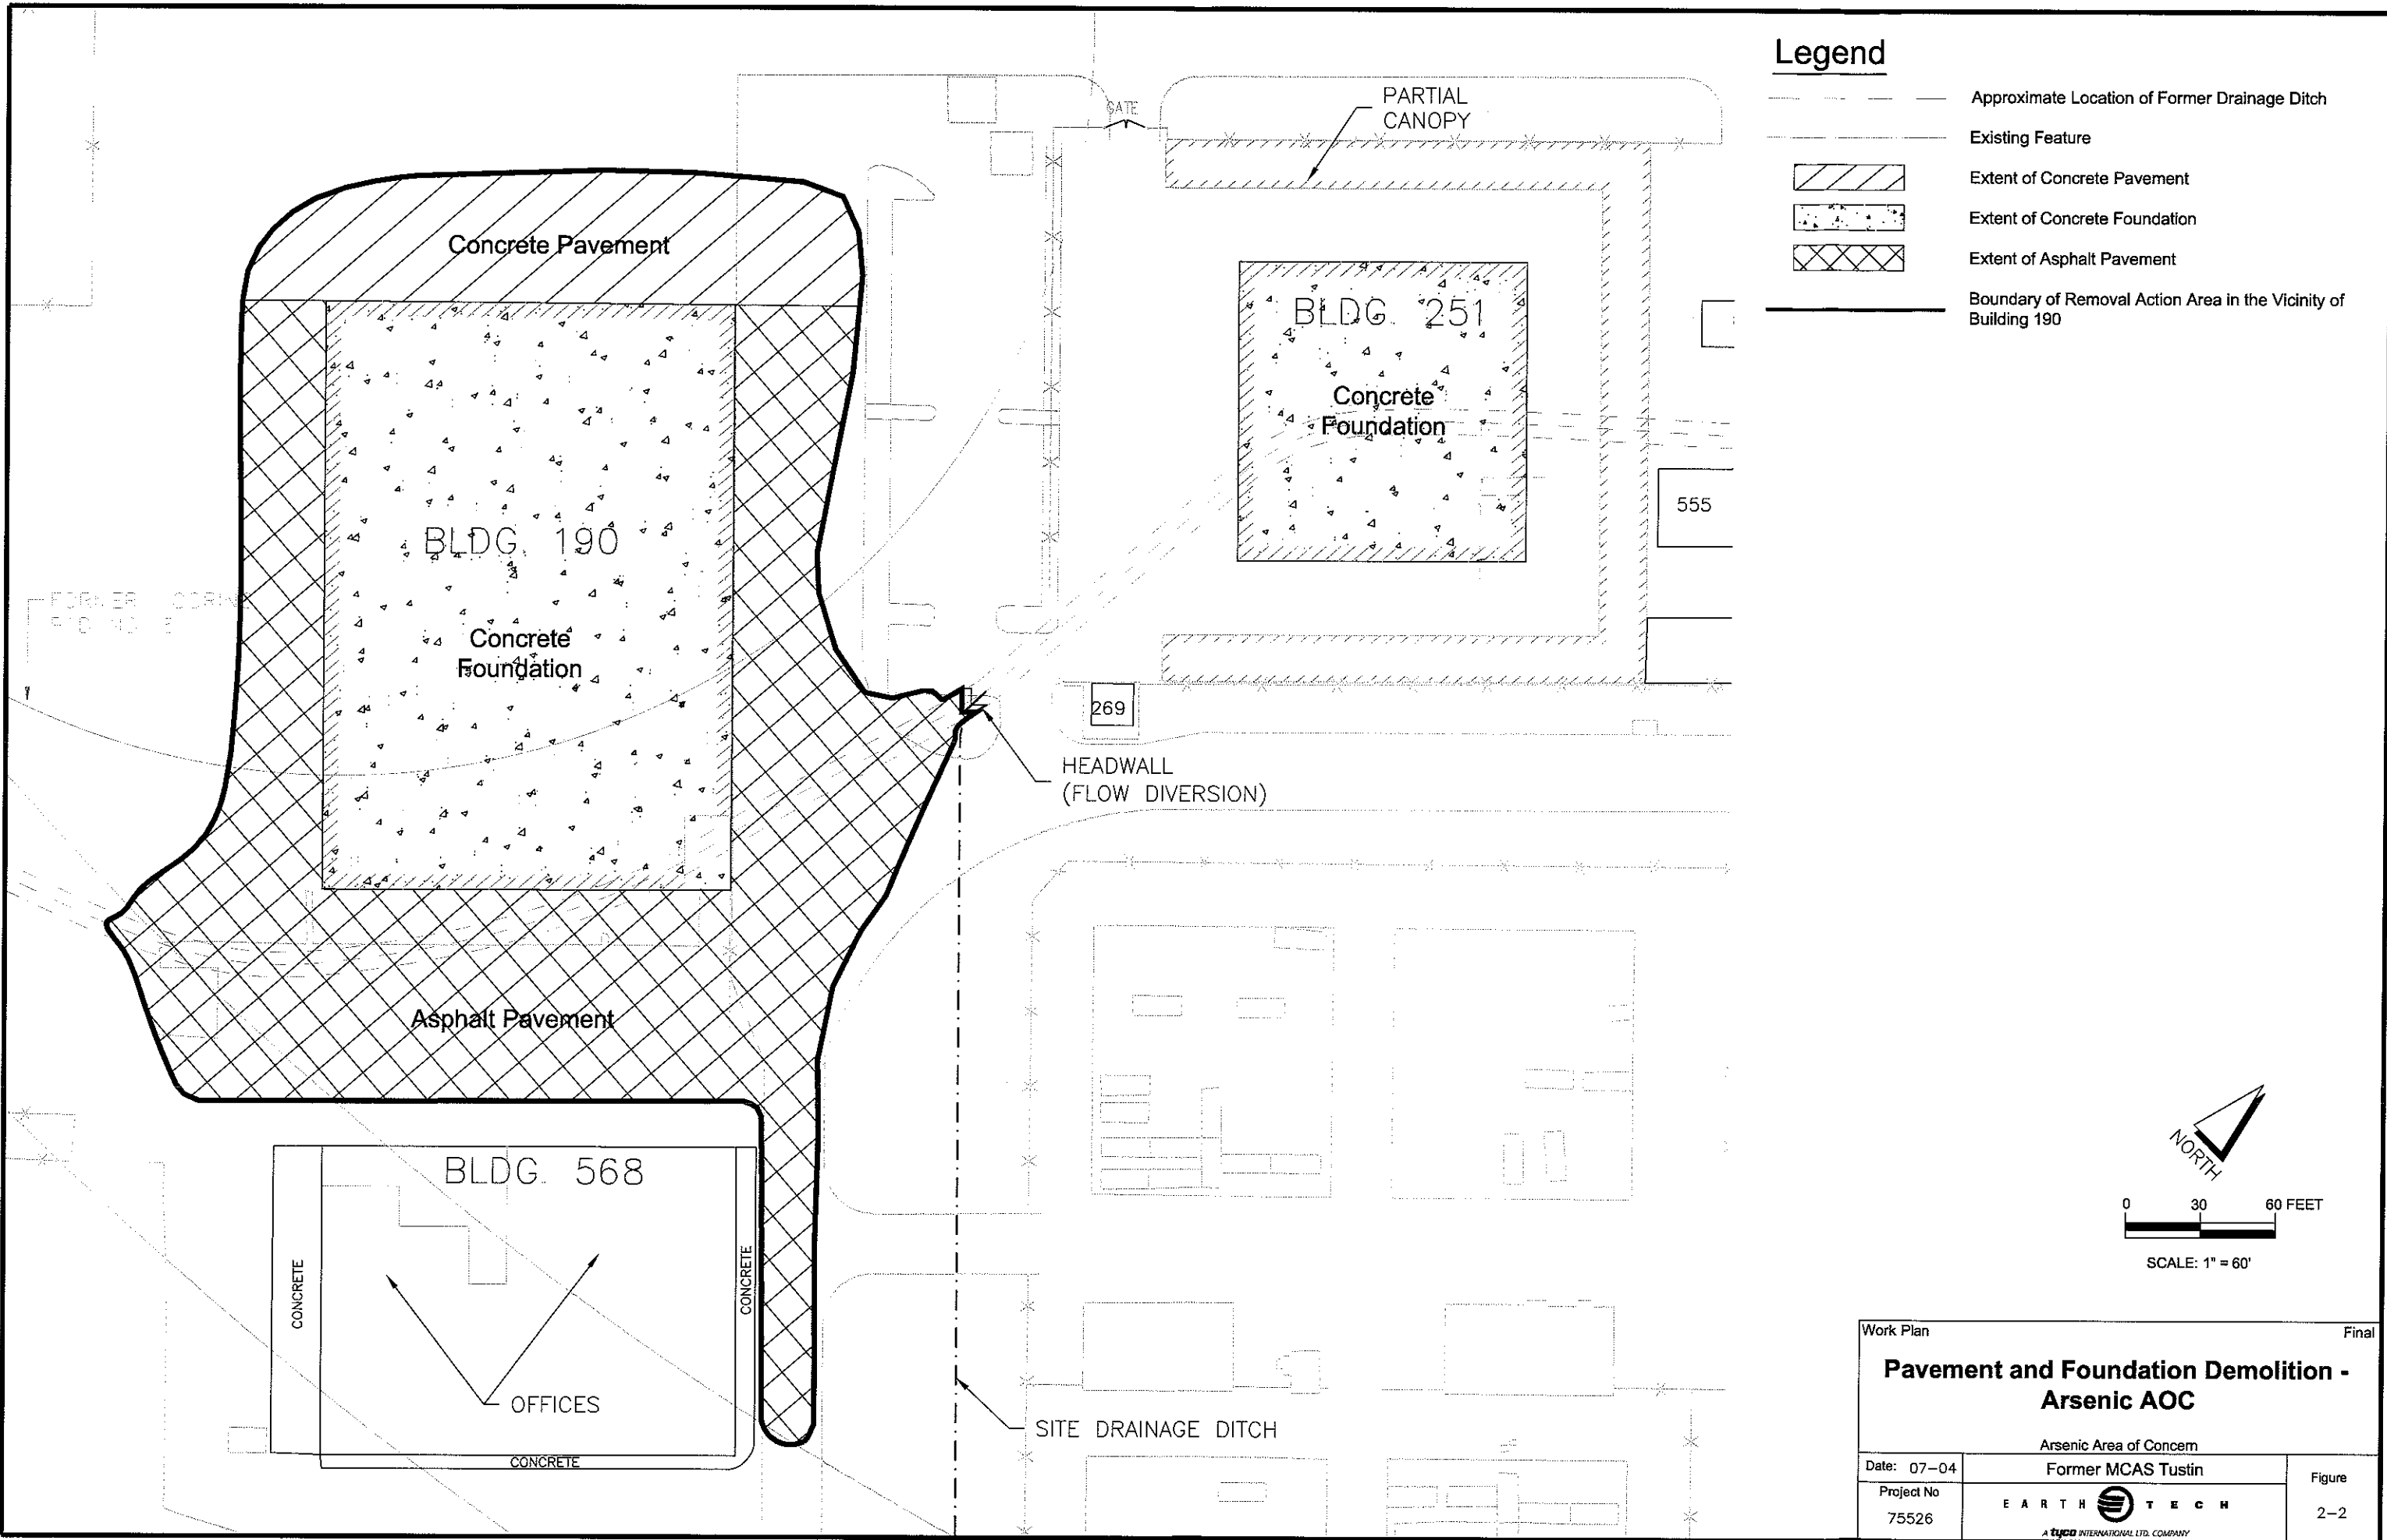 Legend
Approximate Location of Former Drainage Ditch
Existing Feature
Extent of Concrete Pavement
Extent of Concrete Foundation
Extent of Asphalt Pavement
Boundary of Removal Action Area in the Vicinity of
Building 190
GATE
PARTIAL
CANOPY
Concrete Pavement
BLDG. 251
Concrete
Foundation
555
BLDG. 190
Concrete
Foundation
FORMER
269
HEADWALL
(FLOW DIVERSION)
Asphalt Pavement
BLDG. 568
CONCRETE
CONCRETE
OFFICES
CONCRETE
SITE DRAINAGE DITCH
NORTH
0 30 60 FEET
SCALE: 1" = 60'
Work Plan Final
Pavement and Foundation Demolition -
Arsenic AOC
Arsenic Area of Concern
Date: 07-04
Former MCAS Tustin
Figure
2-2
Project No
75526
EARTH TECH
A tyco INTERNATIONAL LTD. COMPANY